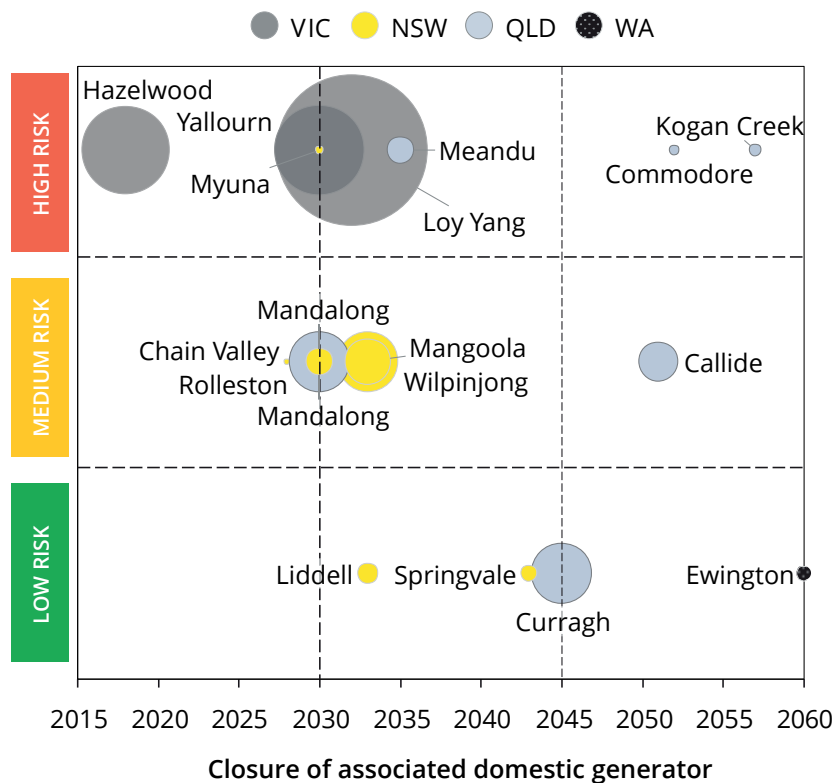 VIC NSW QLD WA
HIGH RISK
Hazelwood
Yallourn
Myuna
Meandu
Loy Yang
Kogan Creek
Commodore
MEDIUM RISK
Mandalong
Chain Valley
Rolleston
Mandalong
Mangoola
Wilpinjong
Callide
LOW RISK
Liddell
Springvale
Curragh
Ewington
2015 2020 2025 2030 2035 2040 2045 2050 2055 2060
Closure of associated domestic generator